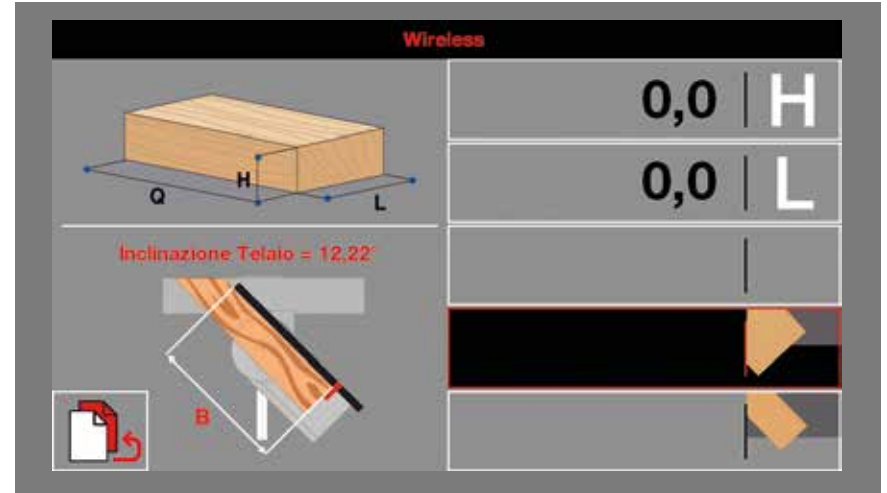 Wireless
0,0 H
0,0 L
H
Q
L
Inclinazione Telaio = 12,22°
B